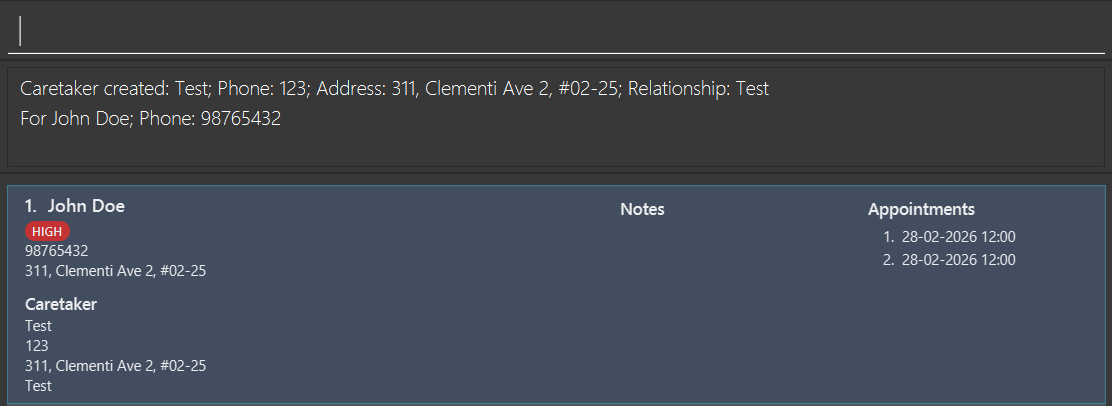 Caretaker created: Test; Phone: 123; Address: 311, Clementi Ave 2, #02-25; Relationship: Test
For John Doe; Phone: 98765432
1. John Doe
HIGH
98765432
311, Clementi Ave 2, #02-25
Caretaker
Test
123
311, Clementi Ave 2, #02-25
Test
Notes
Appointments
1. 28-02-2026 12:00
2. 28-02-2026 12:00